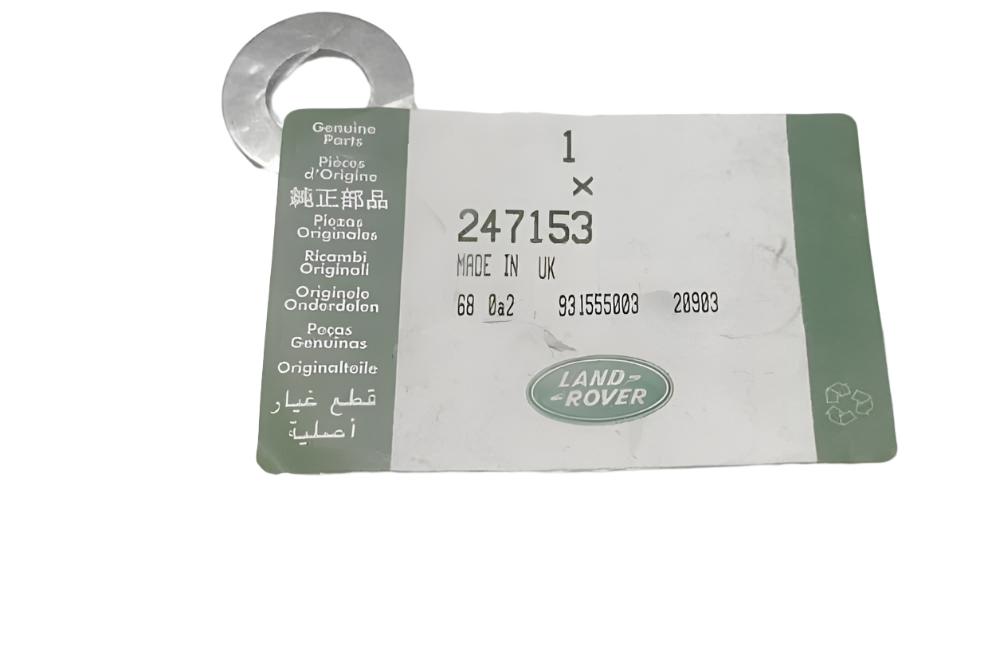 Genuine
Parts
Pièces
d'Origine
純正部品
Piezas
Originales
Ricambi
Originali
Originele
Onderdelen
Peças
Genuinas
Originalteile
قطع غيار
أصلية
1
x
247153
MADE IN UK
68 0a2 931555003 20903
LAND-
-ROVER